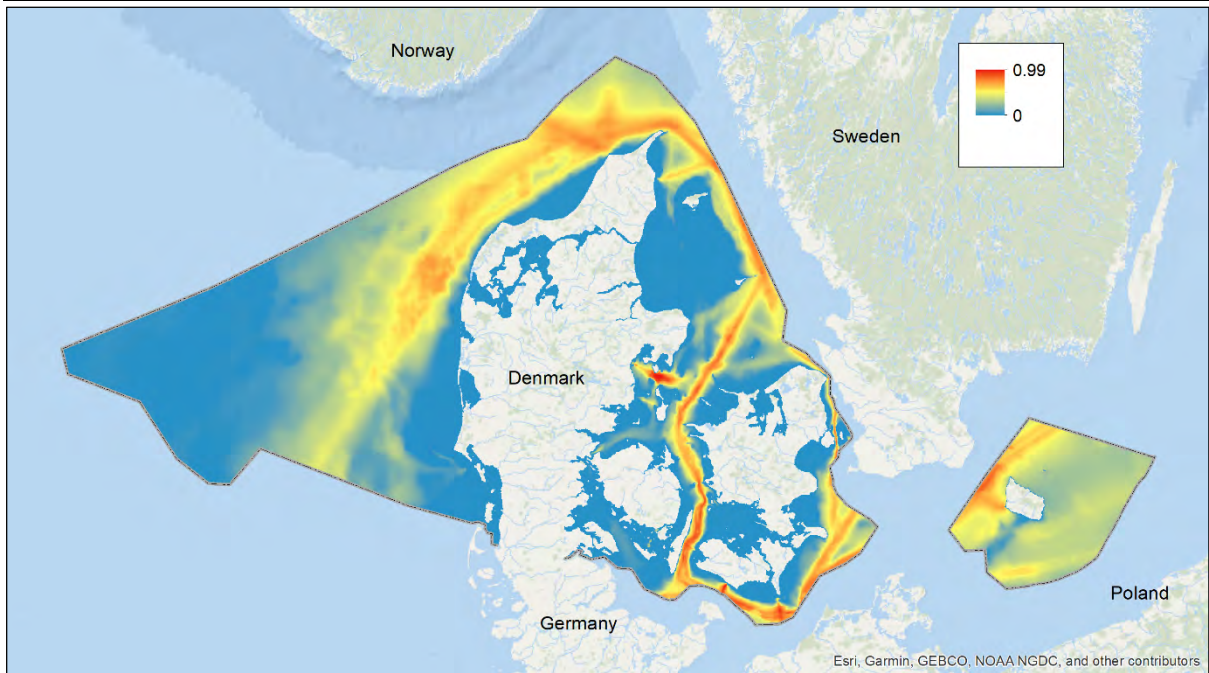 Norway
0.99
0
Sweden
Denmark
Poland
Germany
Esri, Garmin, GEBCO, NOAA NGDC, and other contributors